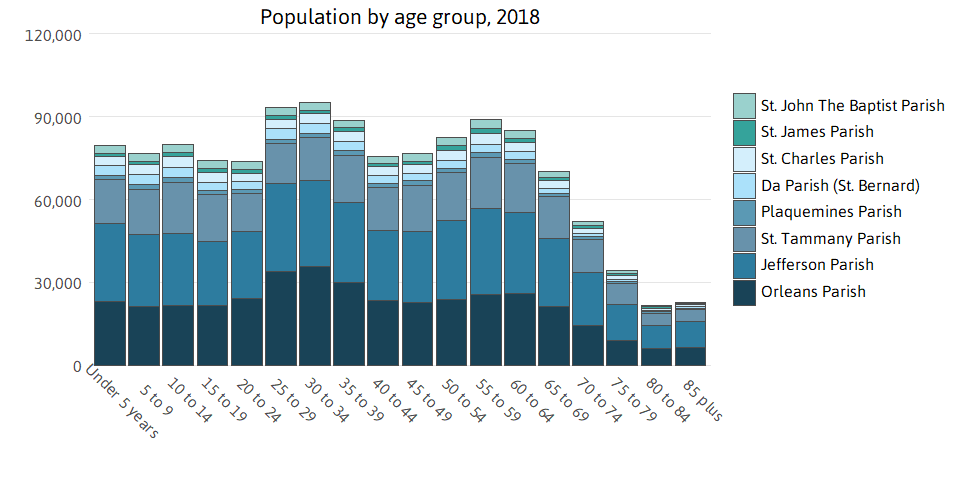 Population by age group, 2018
120,000
90,000
60,000
30,000
0
Under 5 years
5 to 9
10 to 14
15 to 19
20 to 24
25 to 29
30 to 34
35 to 39
40 to 44
45 to 49
50 to 54
55 to 59
60 to 64
65 to 69
70 to 74
75 to 79
80 to 84
85 plus
St. John The Baptist Parish
St. James Parish
St. Charles Parish
Da Parish (St. Bernard)
Plaquemines Parish
St. Tammany Parish
Jefferson Parish
Orleans Parish